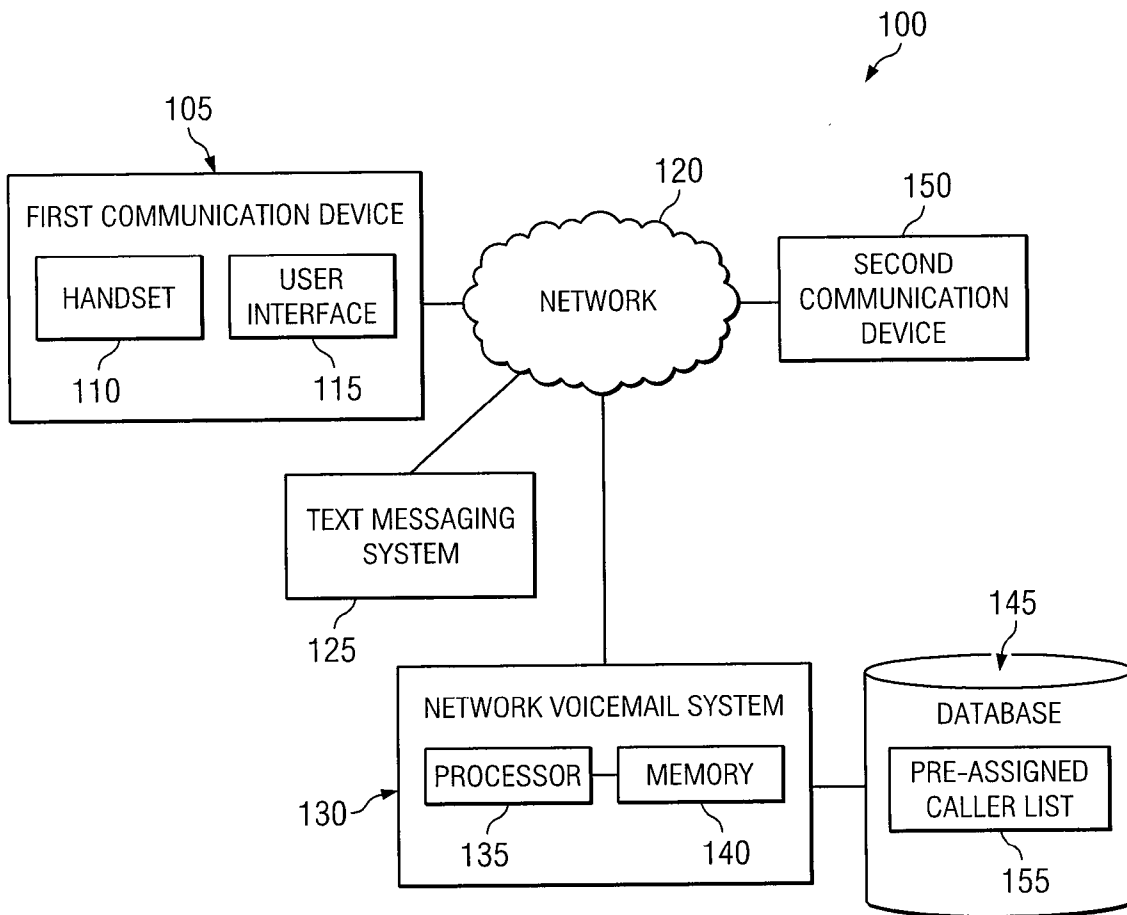 100
105
FIRST COMMUNICATION DEVICE
HANDSET
110
USER
INTERFACE
115
120
NETWORK
150
SECOND
COMMUNICATION
DEVICE
TEXT MESSAGING
SYSTEM
125
NETWORK VOICEMAIL SYSTEM
130
PROCESSOR
135
MEMORY
140
145
DATABASE
PRE-ASSIGNED
CALLER LIST
155